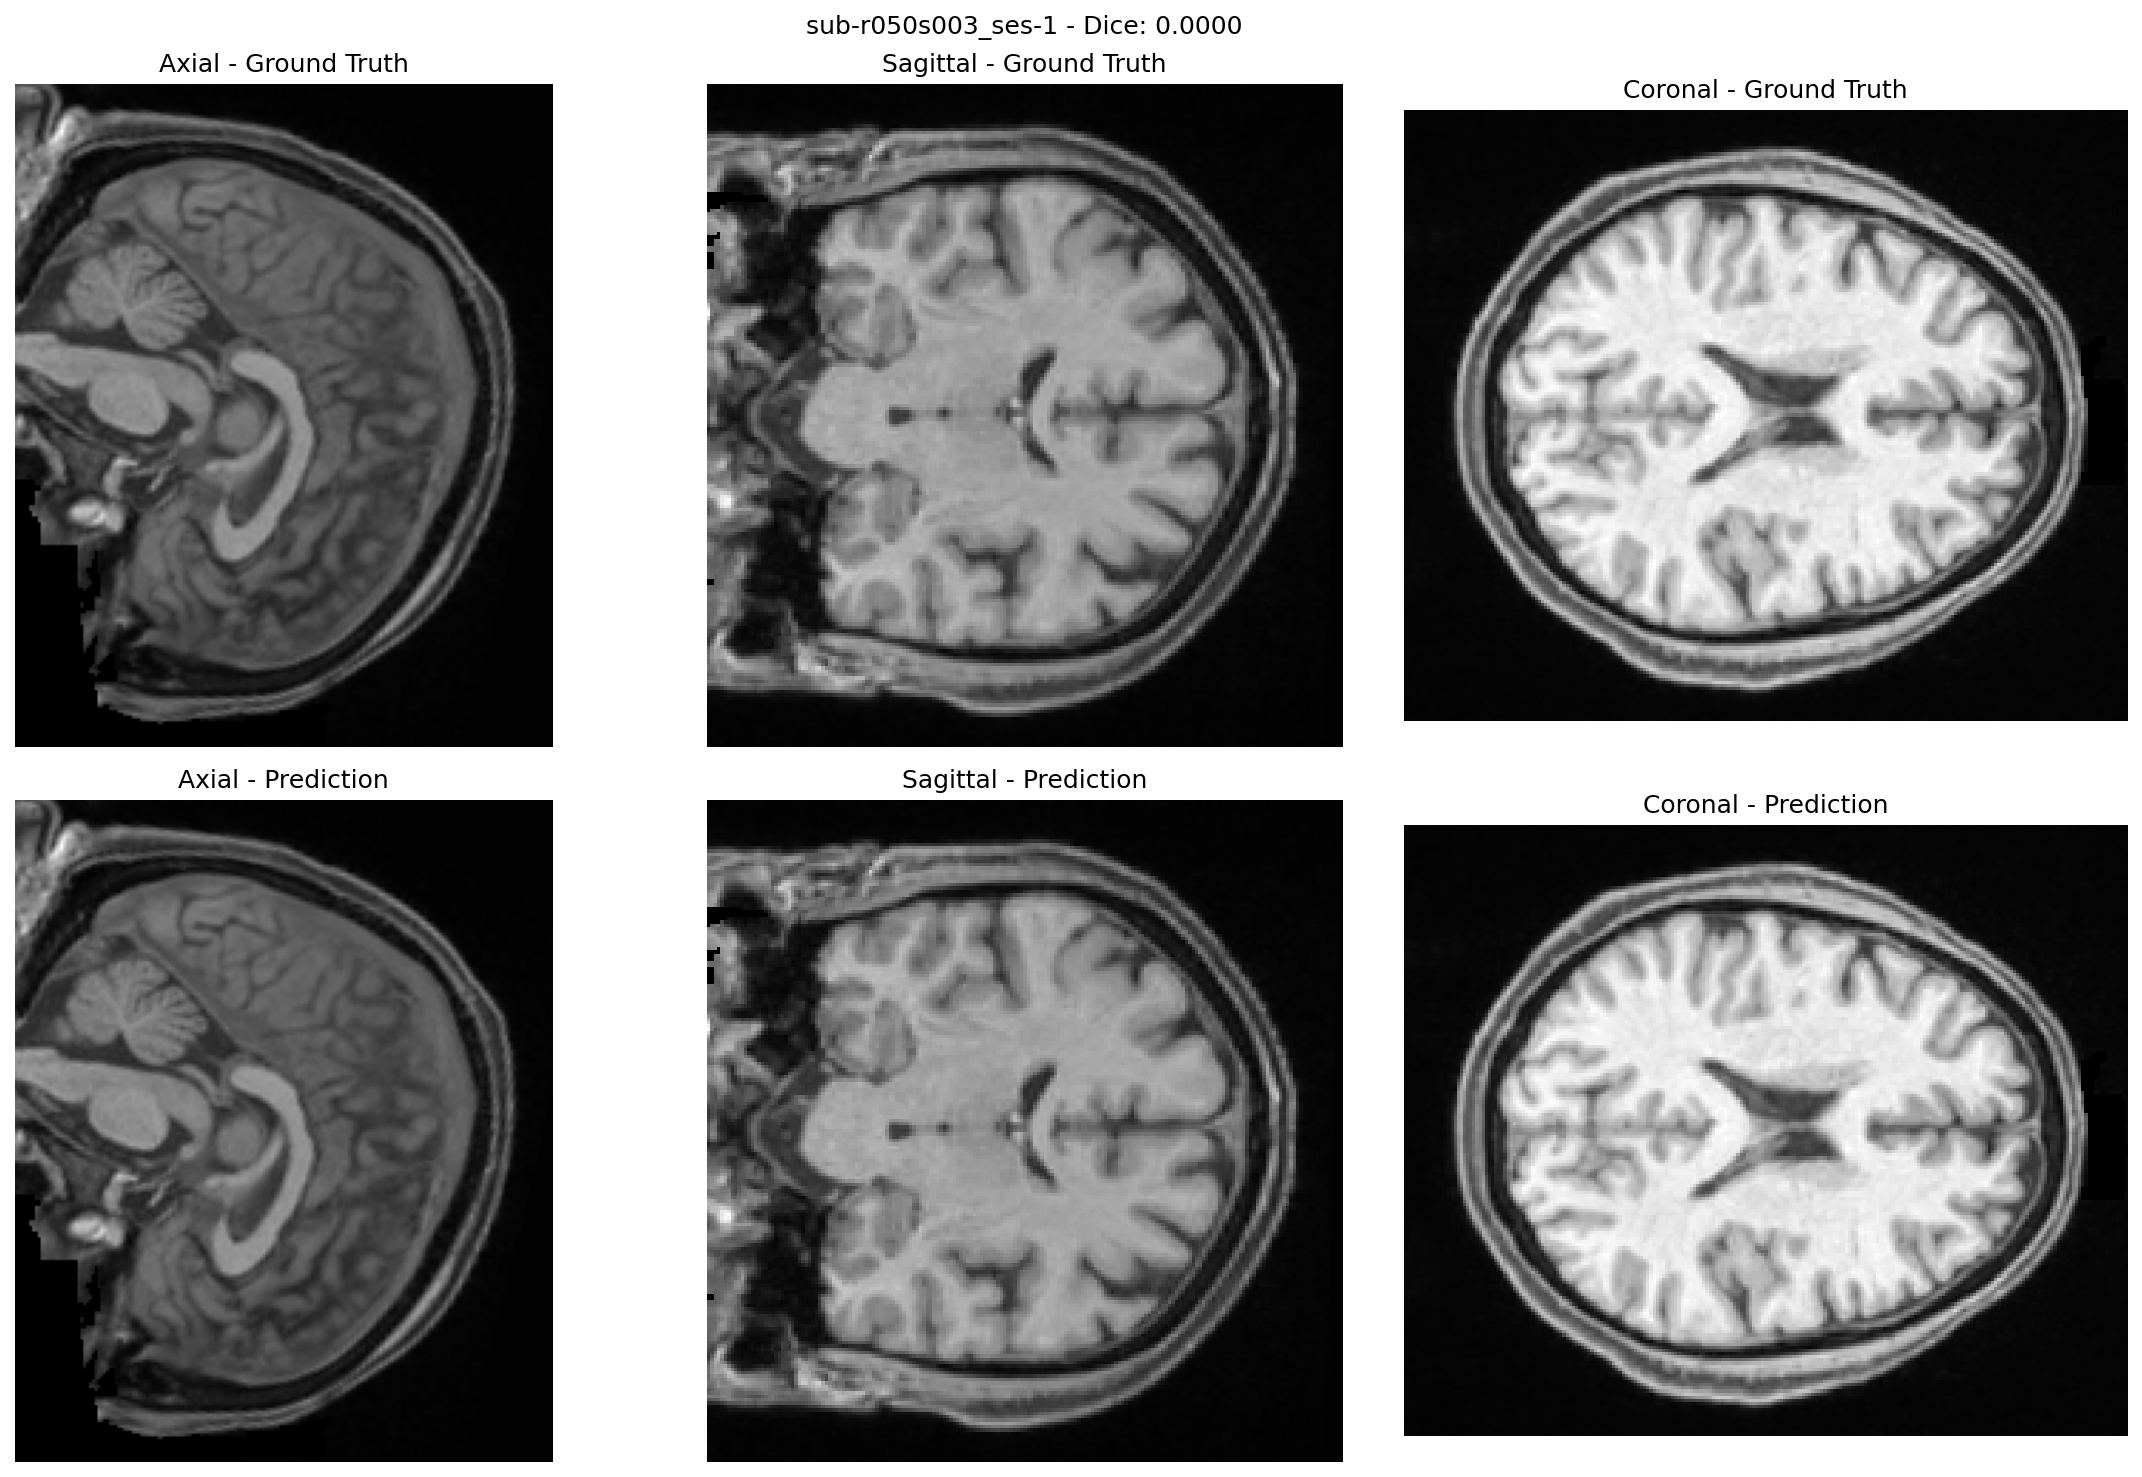 sub-r050s003_ses-1 - Dice: 0.0000
Axial - Ground Truth
Sagittal - Ground Truth
Coronal - Ground Truth
Axial - Prediction
Sagittal - Prediction
Coronal - Prediction